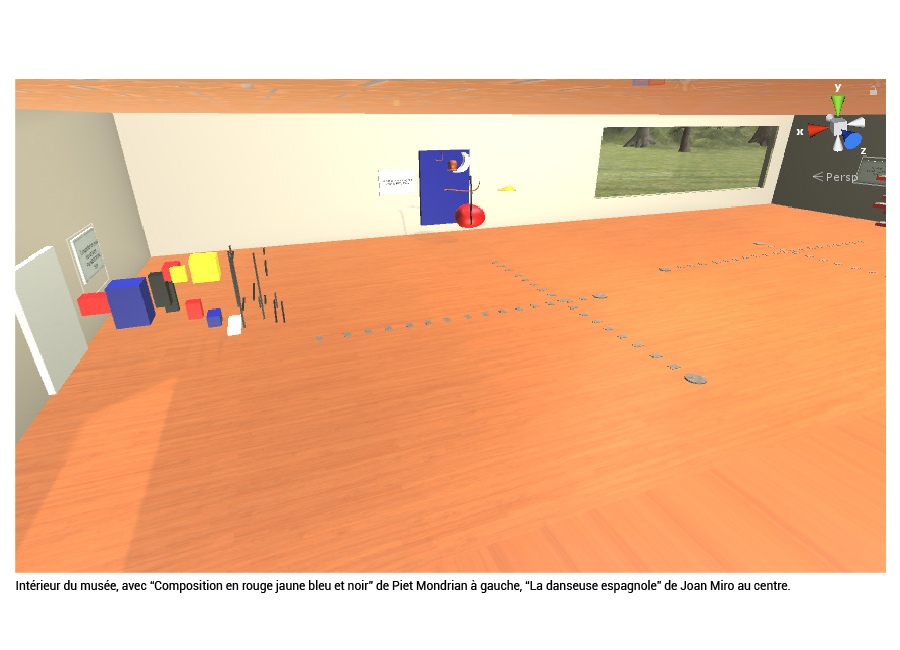 y
x
z
Persp
Intérieur du musée, avec “Composition en rouge jaune bleu et noir” de Piet Mondrian à gauche, “La danseuse espagnole” de Joan Miro au centre.